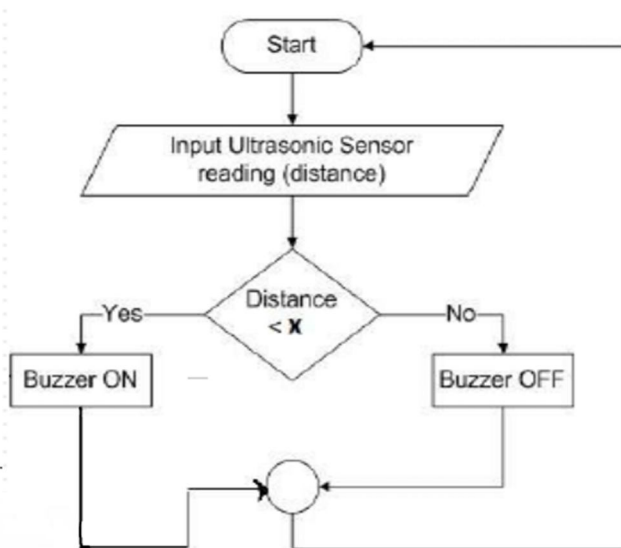 Start
Input Ultrasonic Sensor
reading (distance)
Distance
< X
Yes
No
Buzzer ON
Buzzer OFF